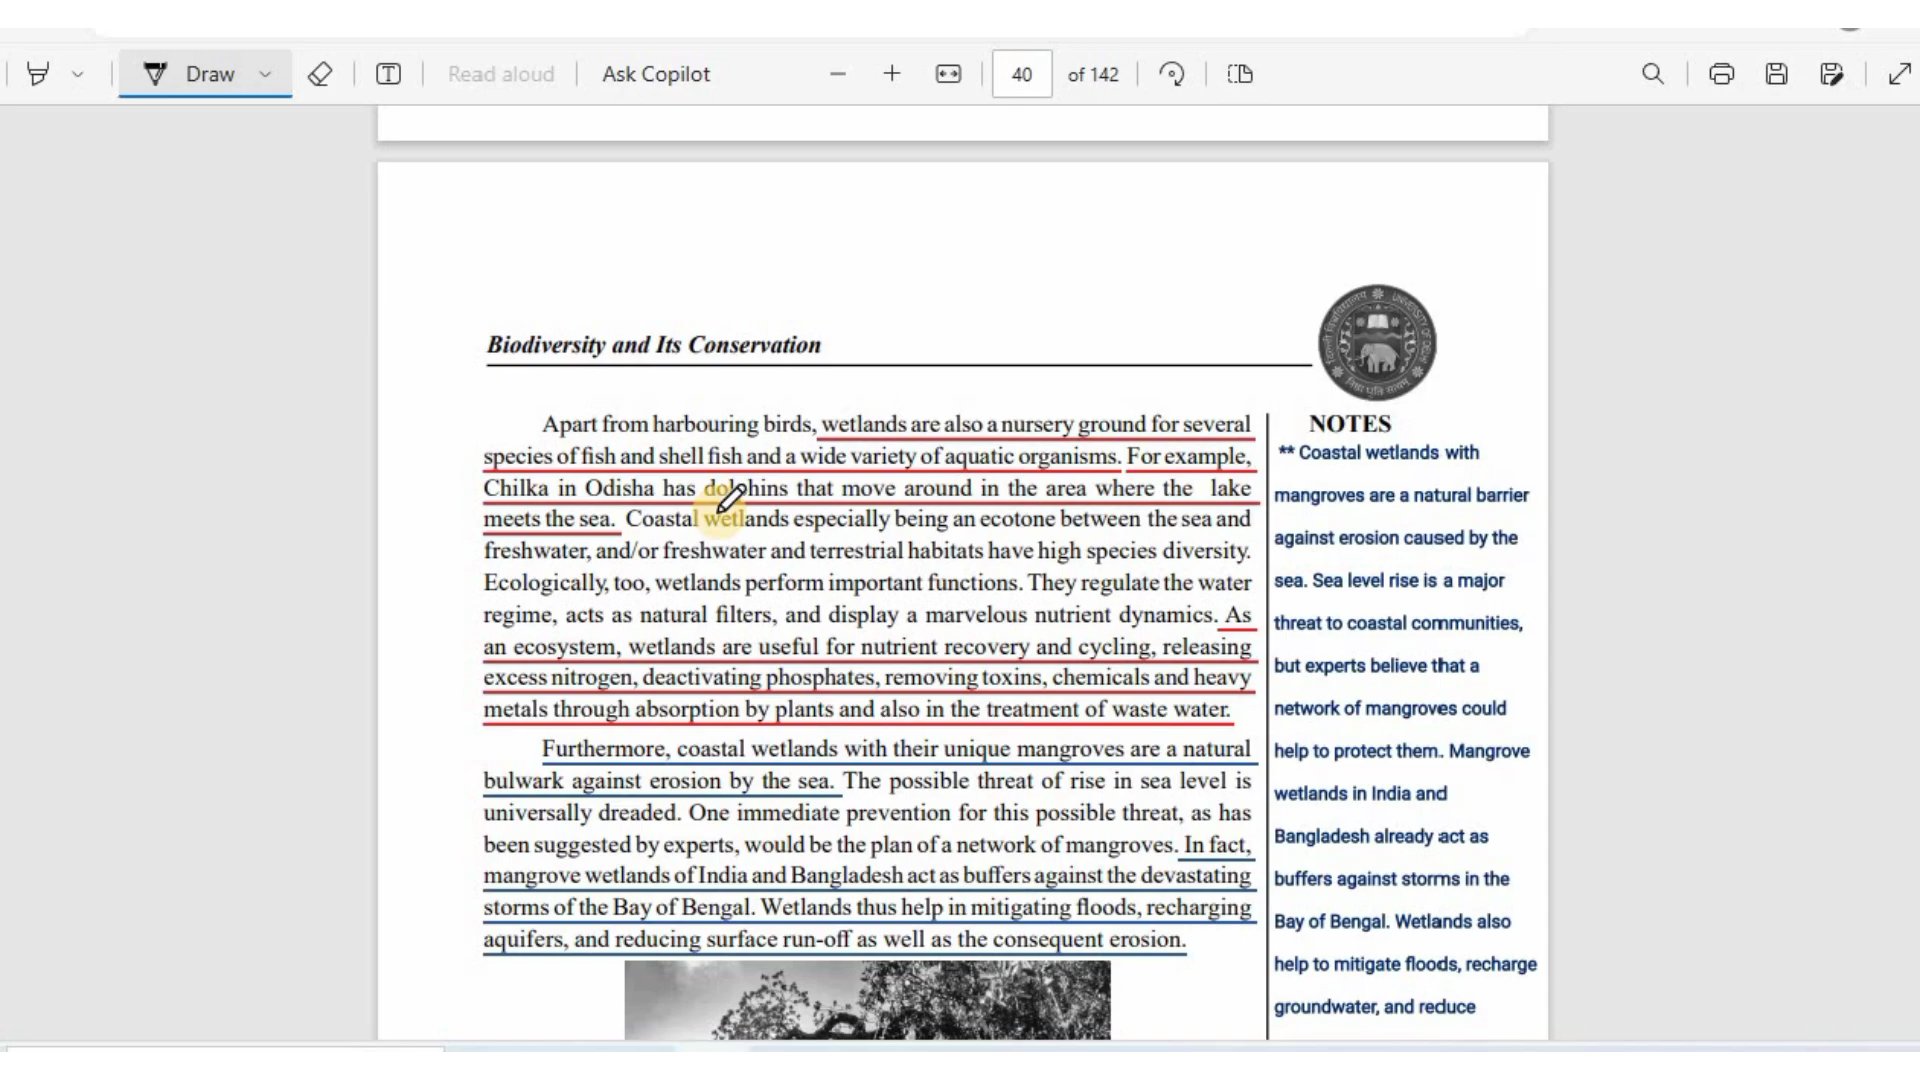 Draw
Read aloud
Ask Copilot
40
of 142
Biodiversity and Its Conservation
Apart from harbouring birds, wetlands are also a nursery ground for several
species of fish and shell fish and a wide variety of aquatic organisms. For example,
Chilka in Odisha has dolphins that move around in the area where the lake
meets the sea. Coastal wetlands especially being an ecotone between the sea and
freshwater, and/or freshwater and terrestrial habitats have high species diversity.
Ecologically, too, wetlands perform important functions. They regulate the water
regime, acts as natural filters, and display a marvelous nutrient dynamics. As
an ecosystem, wetlands are useful for nutrient recovery and cycling, releasing
excess nitrogen, deactivating phosphates, removing toxins, chemicals and heavy
metals through absorption by plants and also in the treatment of waste water.
Furthermore, coastal wetlands with their unique mangroves are a natural
bulwark against erosion by the sea. The possible threat of rise in sea level is
universally dreaded. One immediate prevention for this possible threat, as has
been suggested by experts, would be the plan of a network of mangroves. In fact,
mangrove wetlands of India and Bangladesh act as buffers against the devastating
storms of the Bay of Bengal. Wetlands thus help in mitigating floods, recharging
aquifers, and reducing surface run-off as well as the consequent erosion.
NOTES
** Coastal wetlands with
mangroves are a natural barrier
against erosion caused by the
sea. Sea level rise is a major
threat to coastal communities,
but experts believe that a
network of mangroves could
help to protect them. Mangrove
wetlands in India and
Bangladesh already act as
buffers against storms in the
Bay of Bengal. Wetlands also
help to mitigate floods, recharge
groundwater, and reduce